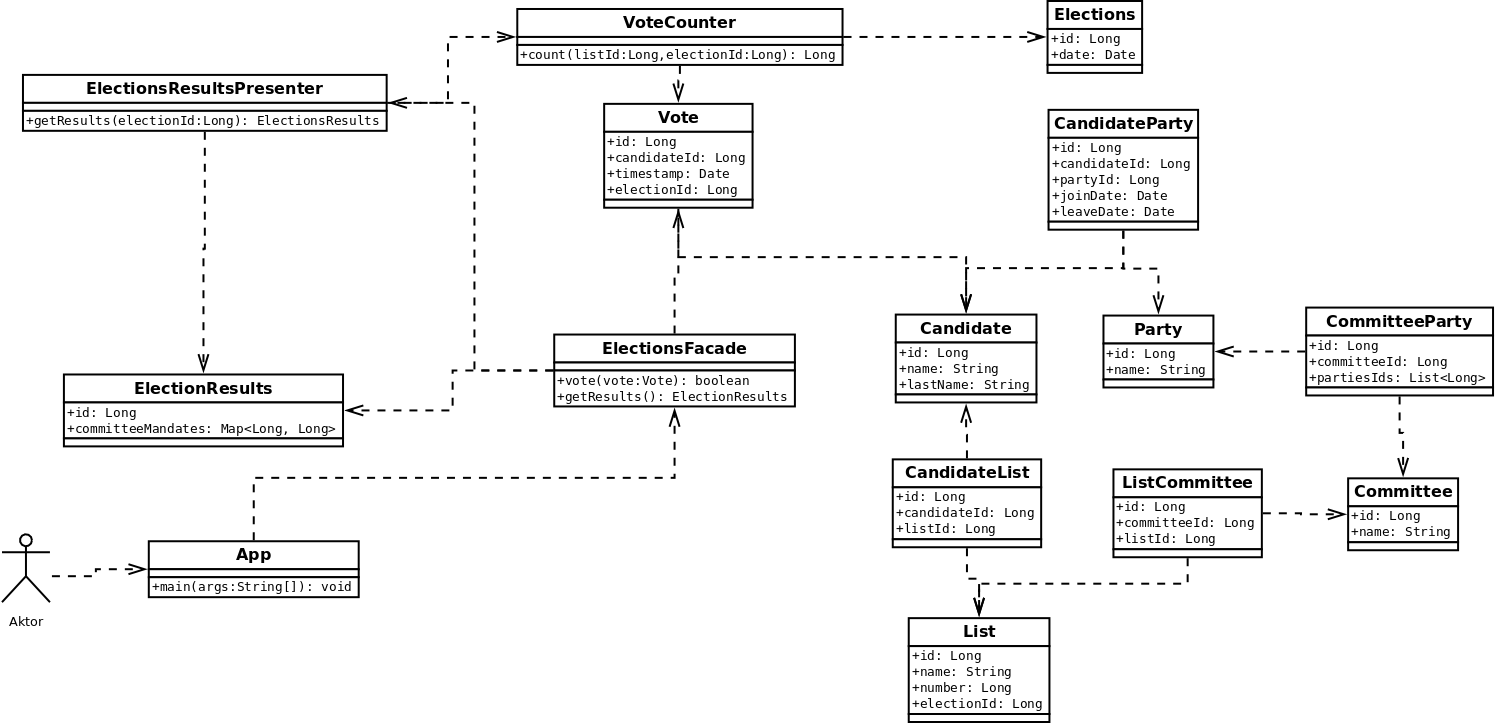 VoteCounter
+count(listId:Long,electionId:Long): Long
Elections
+id: Long
+date: Date
ElectionsResultsPresenter
+getResults(electionId:Long): ElectionsResults
Vote
+id: Long
+candidateId: Long
+timestamp: Date
+electionId: Long
CandidateParty
+id: Long
+candidateId: Long
+partyId: Long
+joinDate: Date
+leaveDate: Date
ElectionResults
+id: Long
+committeeMandates: Map<Long, Long>
ElectionsFacade
+vote(vote:Vote): boolean
+getResults(): ElectionResults
Candidate
+id: Long
+name: String
+lastName: String
Party
+id: Long
+name: String
CommitteeParty
+id: Long
+committeeId: Long
+partiesIds: List<Long>
CandidateList
+id: Long
+candidateId: Long
+listId: Long
ListCommittee
+id: Long
+committeeId: Long
+listId: Long
Committee
+id: Long
+name: String
Aktor
App
+main(args:String[]): void
List
+id: Long
+name: String
+number: Long
+electionId: Long